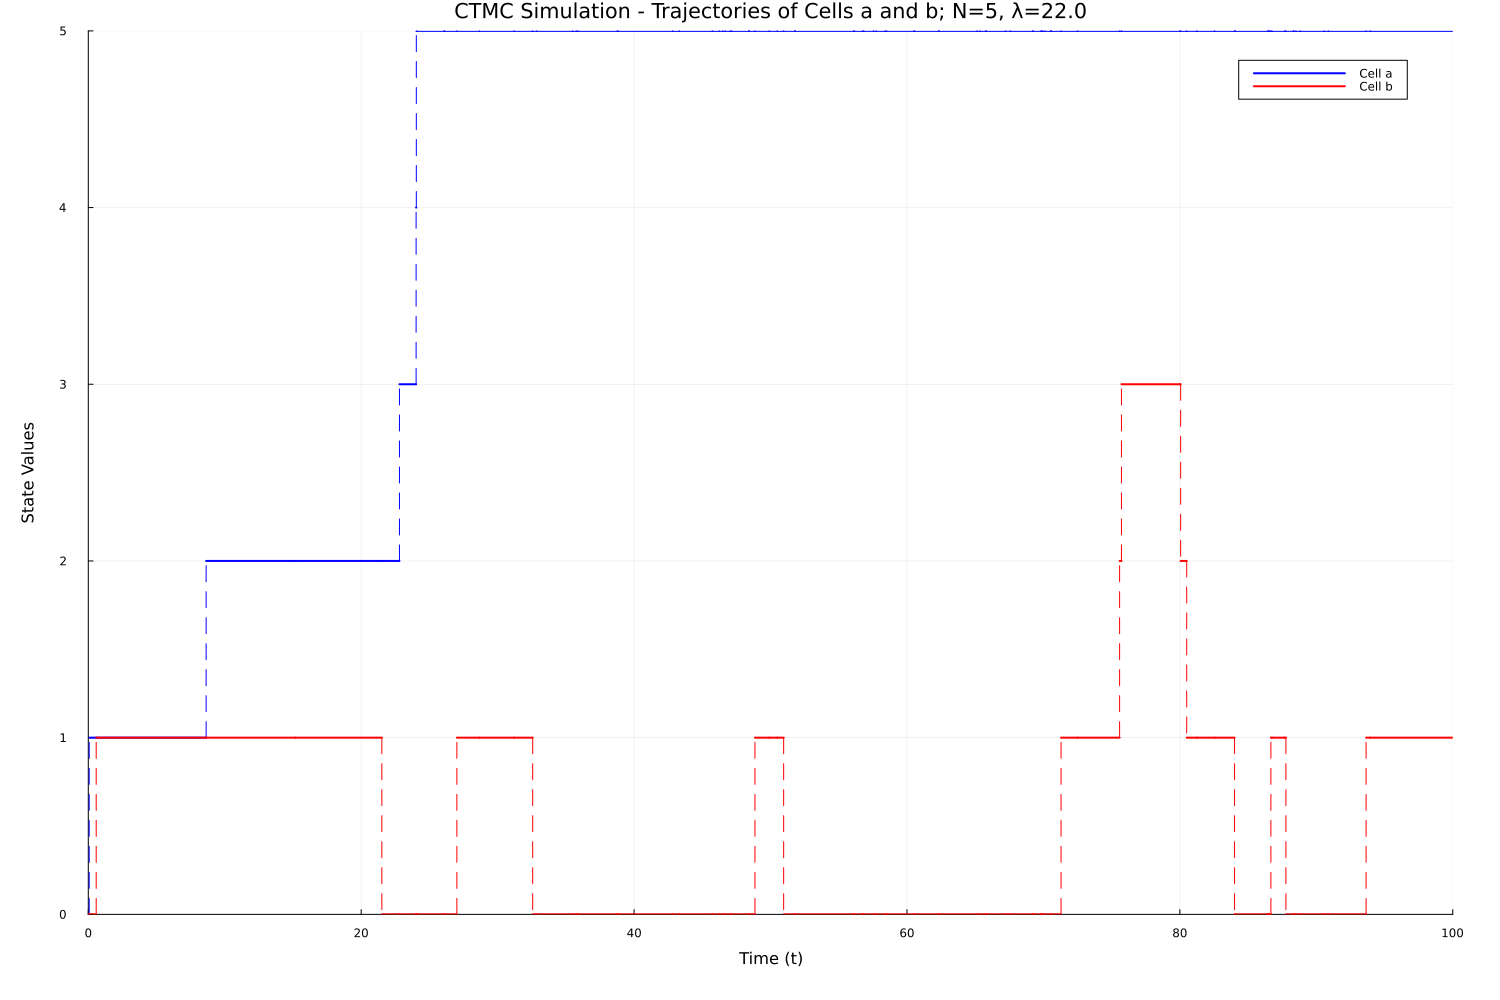 CTMC Simulation - Trajectories of Cells a and b; N=5, λ=22.0
5
Cell a
Cell b
4
3
State Values
2
1
0
0 20 40 60 80 100
Time (t)